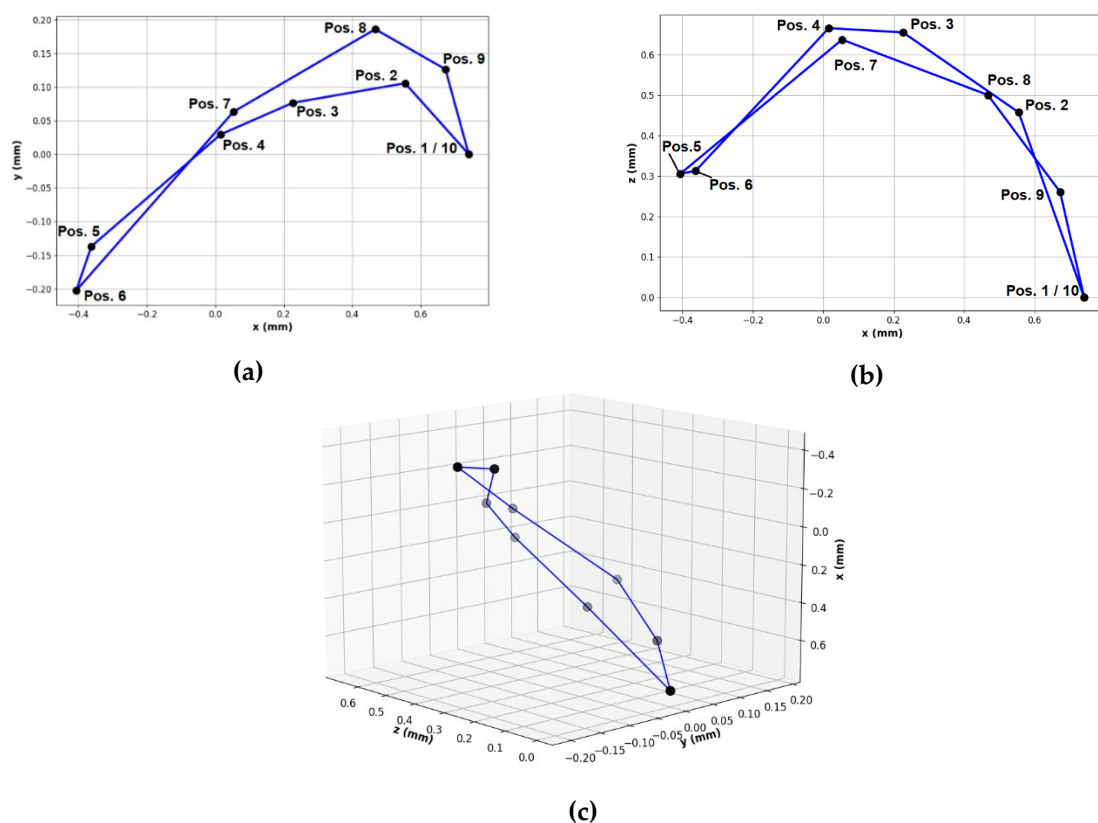 0.20
0.15
0.10
0.05
0.00
−0.05
−0.10
−0.15
−0.20
y (mm)
Pos. 8
Pos. 9
Pos. 2
Pos. 7
Pos. 3
Pos. 4
Pos. 1 / 10
Pos. 5
Pos. 6
−0.4 −0.2 0.0 0.2 0.4 0.6
x (mm)
(a)
0.6
0.5
0.4
0.3
0.2
0.1
0.0
z (mm)
Pos. 4
Pos. 3
Pos. 7
Pos. 8
Pos. 2
Pos.5
Pos. 6
Pos. 9
Pos. 1 / 10
−0.4 −0.2 0.0 0.2 0.4 0.6
x (mm)
(b)
−0.4
−0.2
0.0
0.2
0.4
0.6
x (mm)
0.6 0.5 0.4 0.3 0.2 0.1 0.0
z (mm)
−0.20 −0.15 −0.10 −0.05 0.00 0.05 0.10 0.15 0.20
y (mm)
(c)